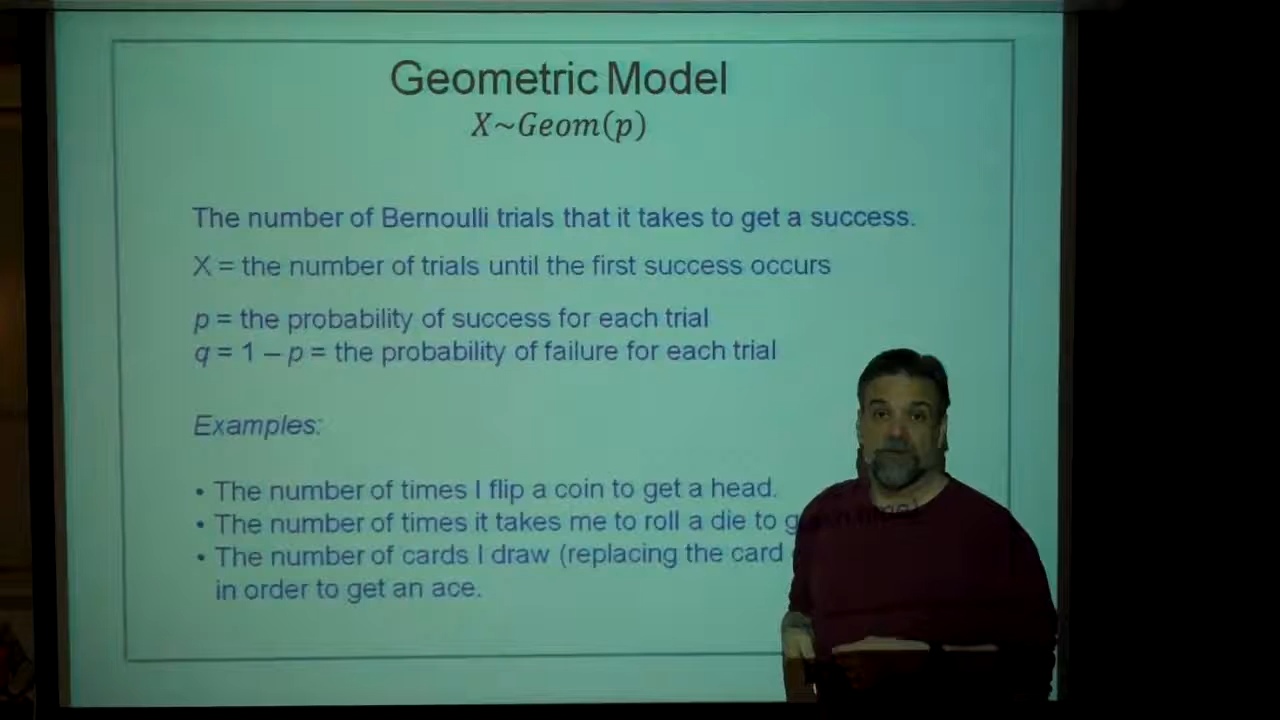 Geometric Model
X~Geom(p)
The number of Bernoulli trials that it takes to get a success.
X = the number of trials until the first success occurs
p = the probability of success for each trial
q = 1 – p = the probability of failure for each trial
Examples:
• The number of times I flip a coin to get a head.
• The number of times it takes me to roll a die to
• The number of cards I draw (replacing the card
in order to get an ace.